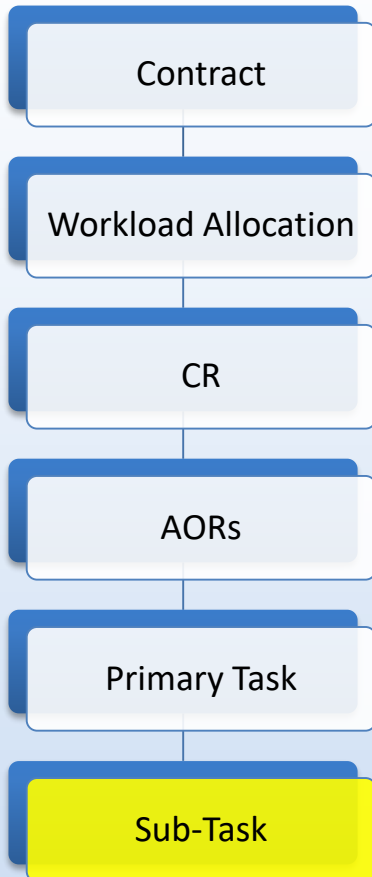 Contract
Workload Allocation
CR
AORs
Primary Task
Sub-Task